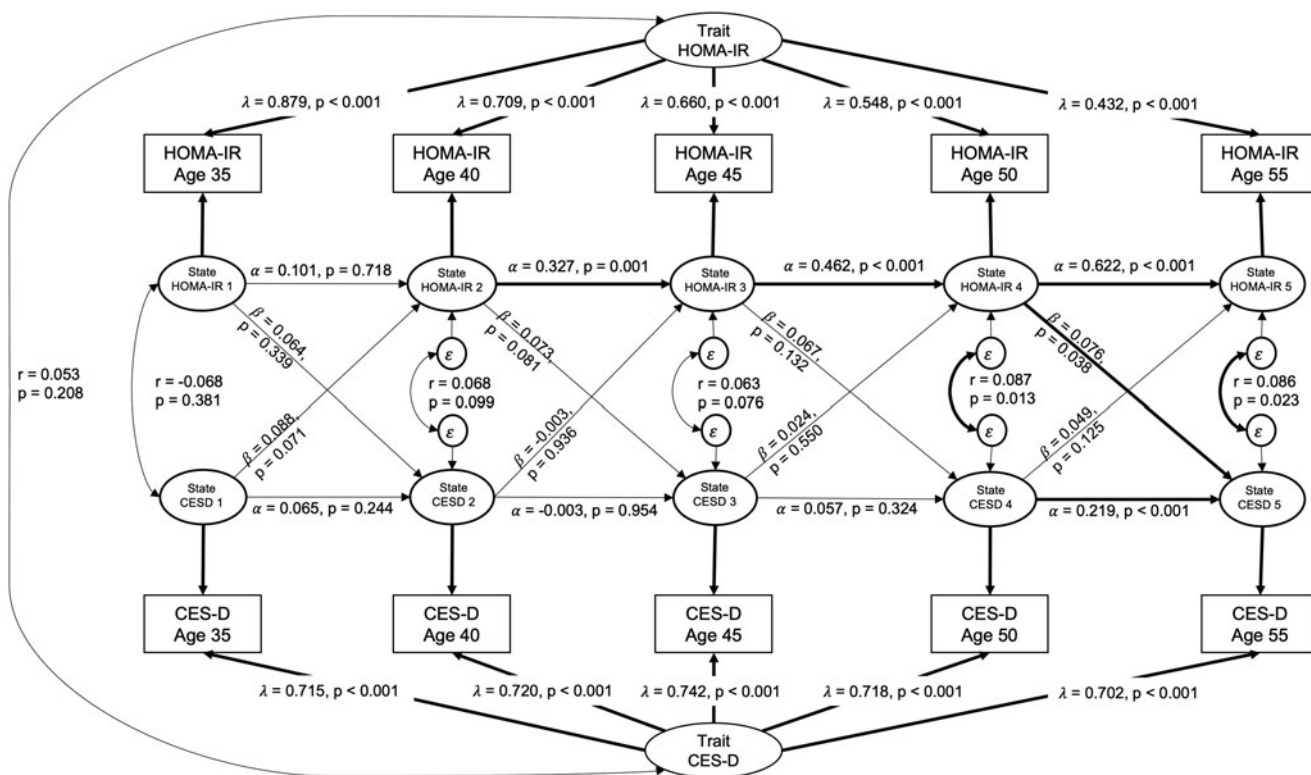 Trait
HOMA-IR
λ = 0.879, p < 0.001
λ = 0.709, p < 0.001
λ = 0.660, p < 0.001
λ = 0.548, p < 0.001
λ = 0.432, p < 0.001
HOMA-IR
Age 35
HOMA-IR
Age 40
HOMA-IR
Age 45
HOMA-IR
Age 50
HOMA-IR
Age 55
State
HOMA-IR 1
α = 0.101, p = 0.718
State
HOMA-IR 2
α = 0.327, p = 0.001
State
HOMA-IR 3
α = 0.462, p < 0.001
State
HOMA-IR 4
α = 0.622, p < 0.001
State
HOMA-IR 5
β = 0.064,
p = 0.339
β = 0.073,
p = 0.081
β = 0.067,
p = 0.132
β = 0.076,
p = 0.038
r = 0.053
p = 0.208
r = -0.068
p = 0.381
ε
r = 0.068
p = 0.099
ε
ε
r = 0.063
p = 0.076
ε
ε
r = 0.087
p = 0.013
ε
ε
r = 0.086
p = 0.023
ε
β = 0.088,
p = 0.071
β = -0.003,
p = 0.936
β = 0.024,
p = 0.550
β = 0.049,
p = 0.125
State
CESD 1
α = 0.065, p = 0.244
State
CESD 2
α = -0.003, p = 0.954
State
CESD 3
α = 0.057, p = 0.324
State
CESD 4
α = 0.219, p < 0.001
State
CESD 5
CES-D
Age 35
CES-D
Age 40
CES-D
Age 45
CES-D
Age 50
CES-D
Age 55
λ = 0.715, p < 0.001
λ = 0.720, p < 0.001
λ = 0.742, p < 0.001
λ = 0.718, p < 0.001
λ = 0.702, p < 0.001
Trait
CES-D